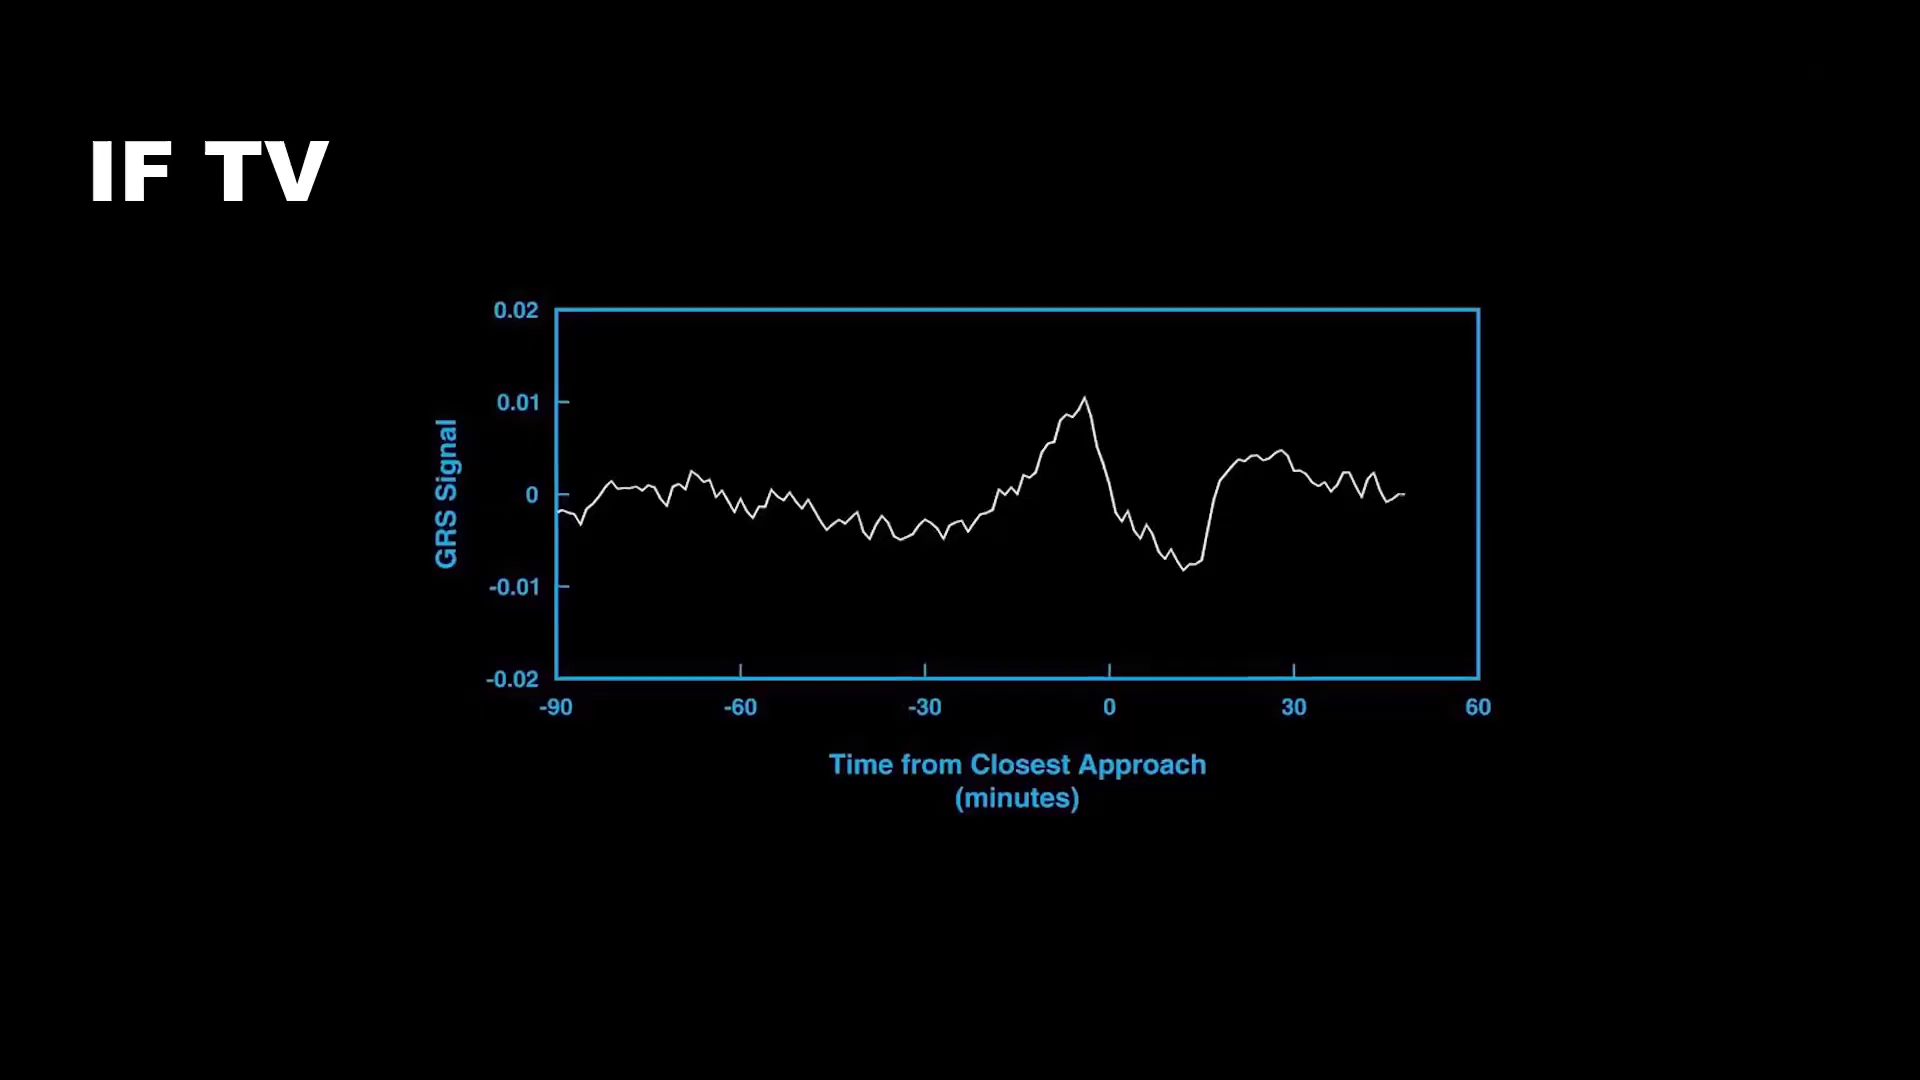 IF TV
0.02
0.01
0
-0.01
-0.02
GRS Signal
-90 -60 -30 0 30 60
Time from Closest Approach
(minutes)